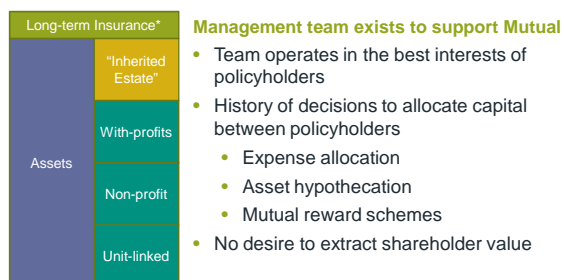 Long-term Insurance*
"Inherited
Estate"
With-profits
Assets
Non-profit
Unit-linked
Management team exists to support Mutual
• Team operates in the best interests of
policyholders
• History of decisions to allocate capital
between policyholders
• Expense allocation
• Asset hypothecation
• Mutual reward schemes
• No desire to extract shareholder value